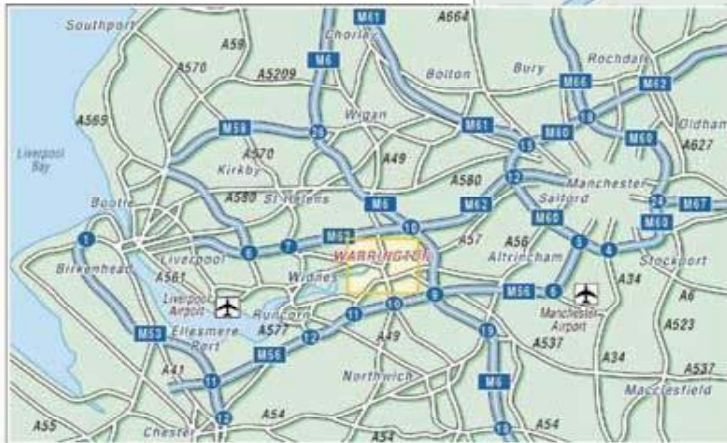 Southport
A59
M6
M61
Chorley
A664
A570
A5209
Bolton
Bury
Rochdale
M66
M62
A569
M58
Wigan
M61
18
M60
M60
Oldham
A627
Liverpool
Bay
A570
26
A49
15
Kirkby
M6
A580
12
Manchester
Salford
24
M67
Bootle
A580
St Helens
M62
10
M62
M60
M60
1
Liverpool
6
7
WARRINGTON
A57
A56
5
4
Altrincham
Stockport
Birkenhead
A561
Widnes
A34
Liverpool
Airport
Runcorn
11
10
9
M56
6
Manchester
Airport
A6
M53
Ellesmere
Port
A577
12
A49
19
A537
A523
A41
M56
A34
A537
11
Northwich
M6
Macclesfield
12
A55
Chester
A54
A54
18
A54